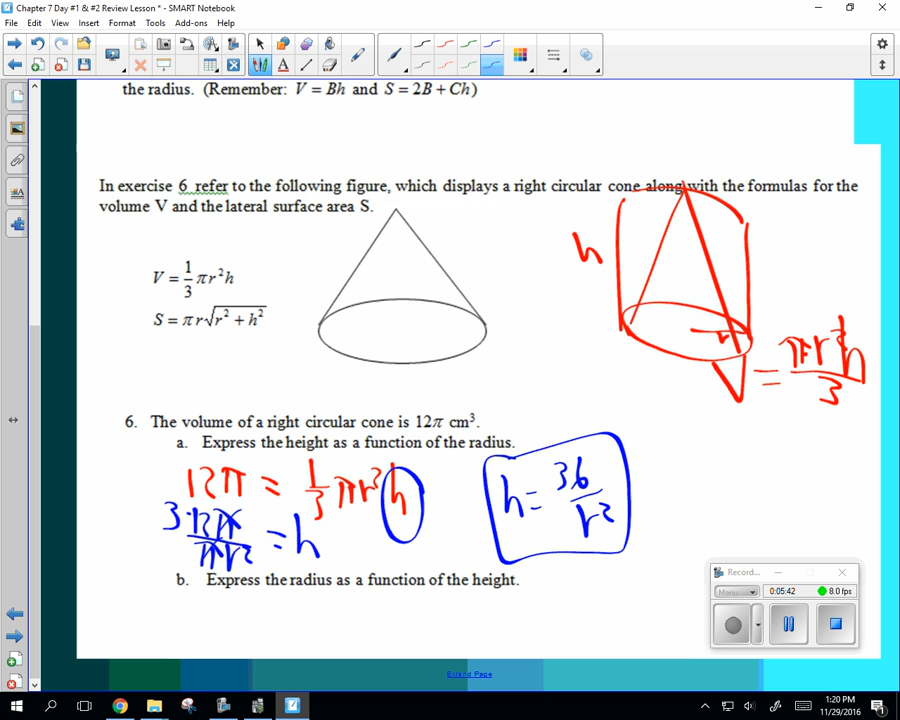 Chapter 7 Day #1 & #2 Review Lesson * - SMART Notebook
File Edit View Insert Format Tools Add-ons Help
the radius. (Remember: V = Bh and S = 2B + Ch)
In exercise 6 refer to the following figure, which displays a right circular cone along with the formulas for the
volume V and the lateral surface area S.
V = 1/3 πr²h
S = πr√(r² + h²)
h
r
V = πr²h/3
6. The volume of a right circular cone is 12π cm³.
a. Express the height as a function of the radius.
12π = 1/3 πr²h
3·12π/πr² = h
h = 36/r²
b. Express the radius as a function of the height.
Record...
Menu
0:05:42
8.0 fps
Extend Page
1:20 PM
11/29/2016
1